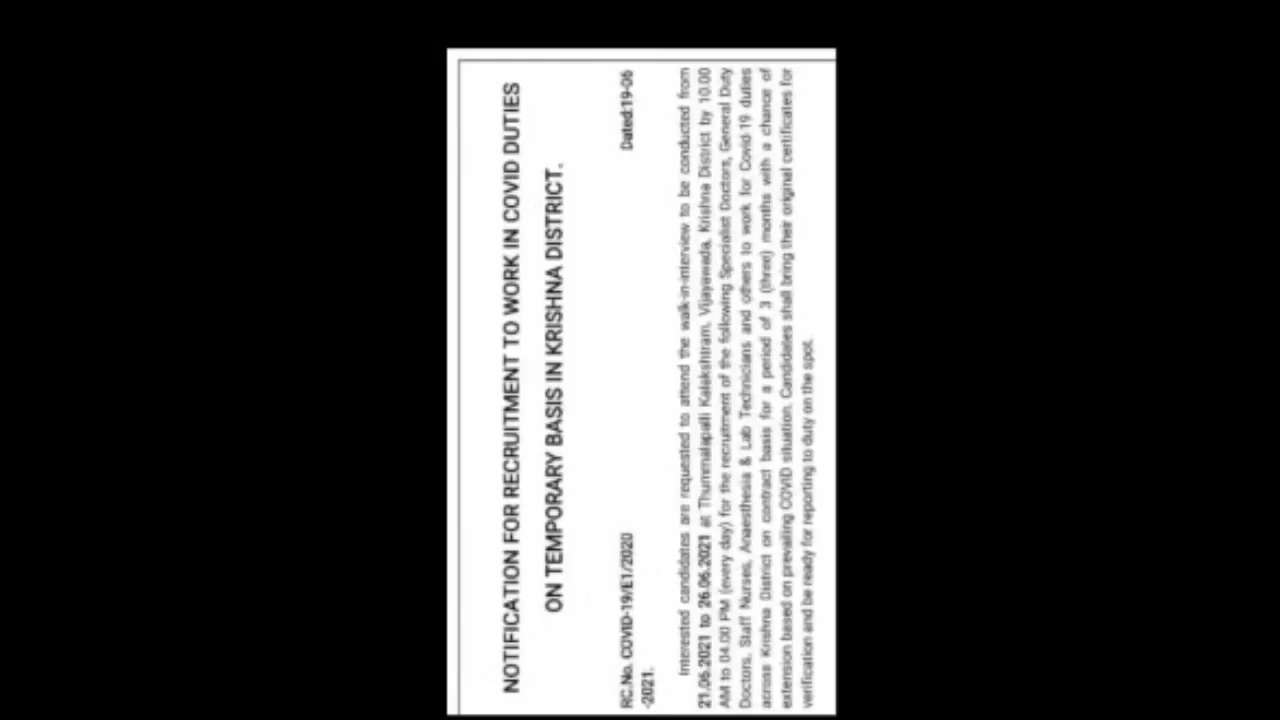 NOTIFICATION FOR RECRUITMENT TO WORK IN COVID DUTIES
ON TEMPORARY BASIS IN KRISHNA DISTRICT.
RC.No. COVID-19/E1/2020 Dated:19-06
-2021.
Interested candidates are requested to attend the walk-in-interview to be conducted from
21.06.2021 to 26.06.2021 at Thummalapalli Kalakshtram, Vijayawada, Krishna District by 10.00
AM to 04.00 PM (every day) for the recruitment of the following Specialist Doctors, General Duty
Doctors, Staff Nurses, Anaesthesia & Lab Technicians and others to work for Covid-19 duties
across Krishna District on contract basis for a period of 3 (three) months with a chance of
extension based on prevailing COVID situation. Candidates shall bring their original certificates for
verification and be ready for reporting to duty on the spot.